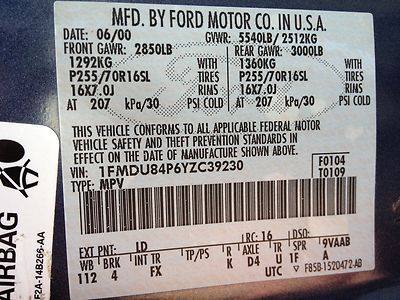 MFD. BY FORD MOTOR CO. IN U.S.A.
DATE: 06/00 GVWR: 5540LB/ 2512KG
FRONT GAWR: 2850LB REAR GAWR: 3000LB
1292KG WITH 1360KG WITH
P255/70R16SL TIRES P255/70R16SL TIRES
16X7.0J RINS 16X7.0J RIMS
AT 207 kPa/30 PSI COLD AT 207 kPa/30 PSI COLD
THIS VEHICLE CONFORMS TO ALL APPLICABLE FEDERAL MOTOR
VEHICLE SAFETY AND THEFT PREVENTION STANDARDS IN
EFFECT ON THE DATE OF MANUFACTURE SHOWN ABOVE.
VIN: 1FMDU84P6YZC39230 F0104
TYPE: MPV T0109
EXT PNT: LD RC: 16 DSO:
WB BRK INT TR TP/PS R AXLE TR SPR 9VAAB
112 4 FX K D4 U 1F A
UTC F85B-1520472-AB
AIRBAG
F2A-14B266-AA